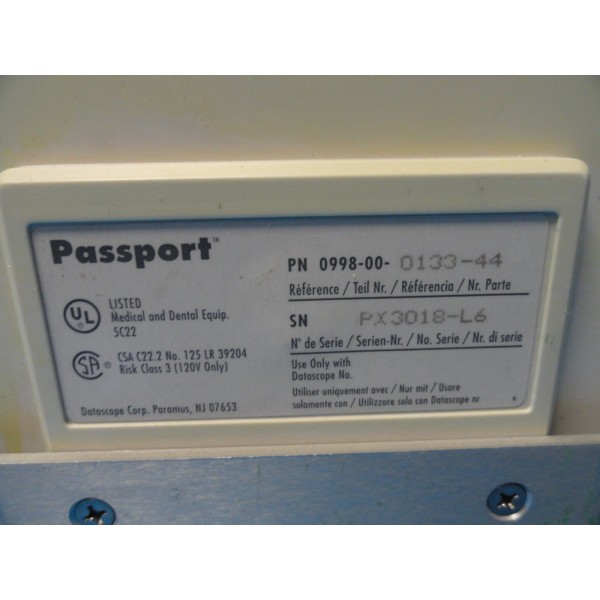 Passport™
UL
LISTED
Medical and Dental Equip.
5C22
SA®
CSA C22.2 No. 125 LR 39204
Risk Class 3 (120V Only)
Datascope Corp. Paramus, NJ 07653
PN 0998-00- 0133-44
Référence / Teil Nr. / Référencia / Nr. Parte
SN PX3018-L6
N° de Serie / Serien-Nr. / No. Serie / Nr. di serie
Use Only with
Datascope No.
Utiliser uniquement avec / Nur mit / Usare
solamente con / Utilizzare solo con Datascope nr *